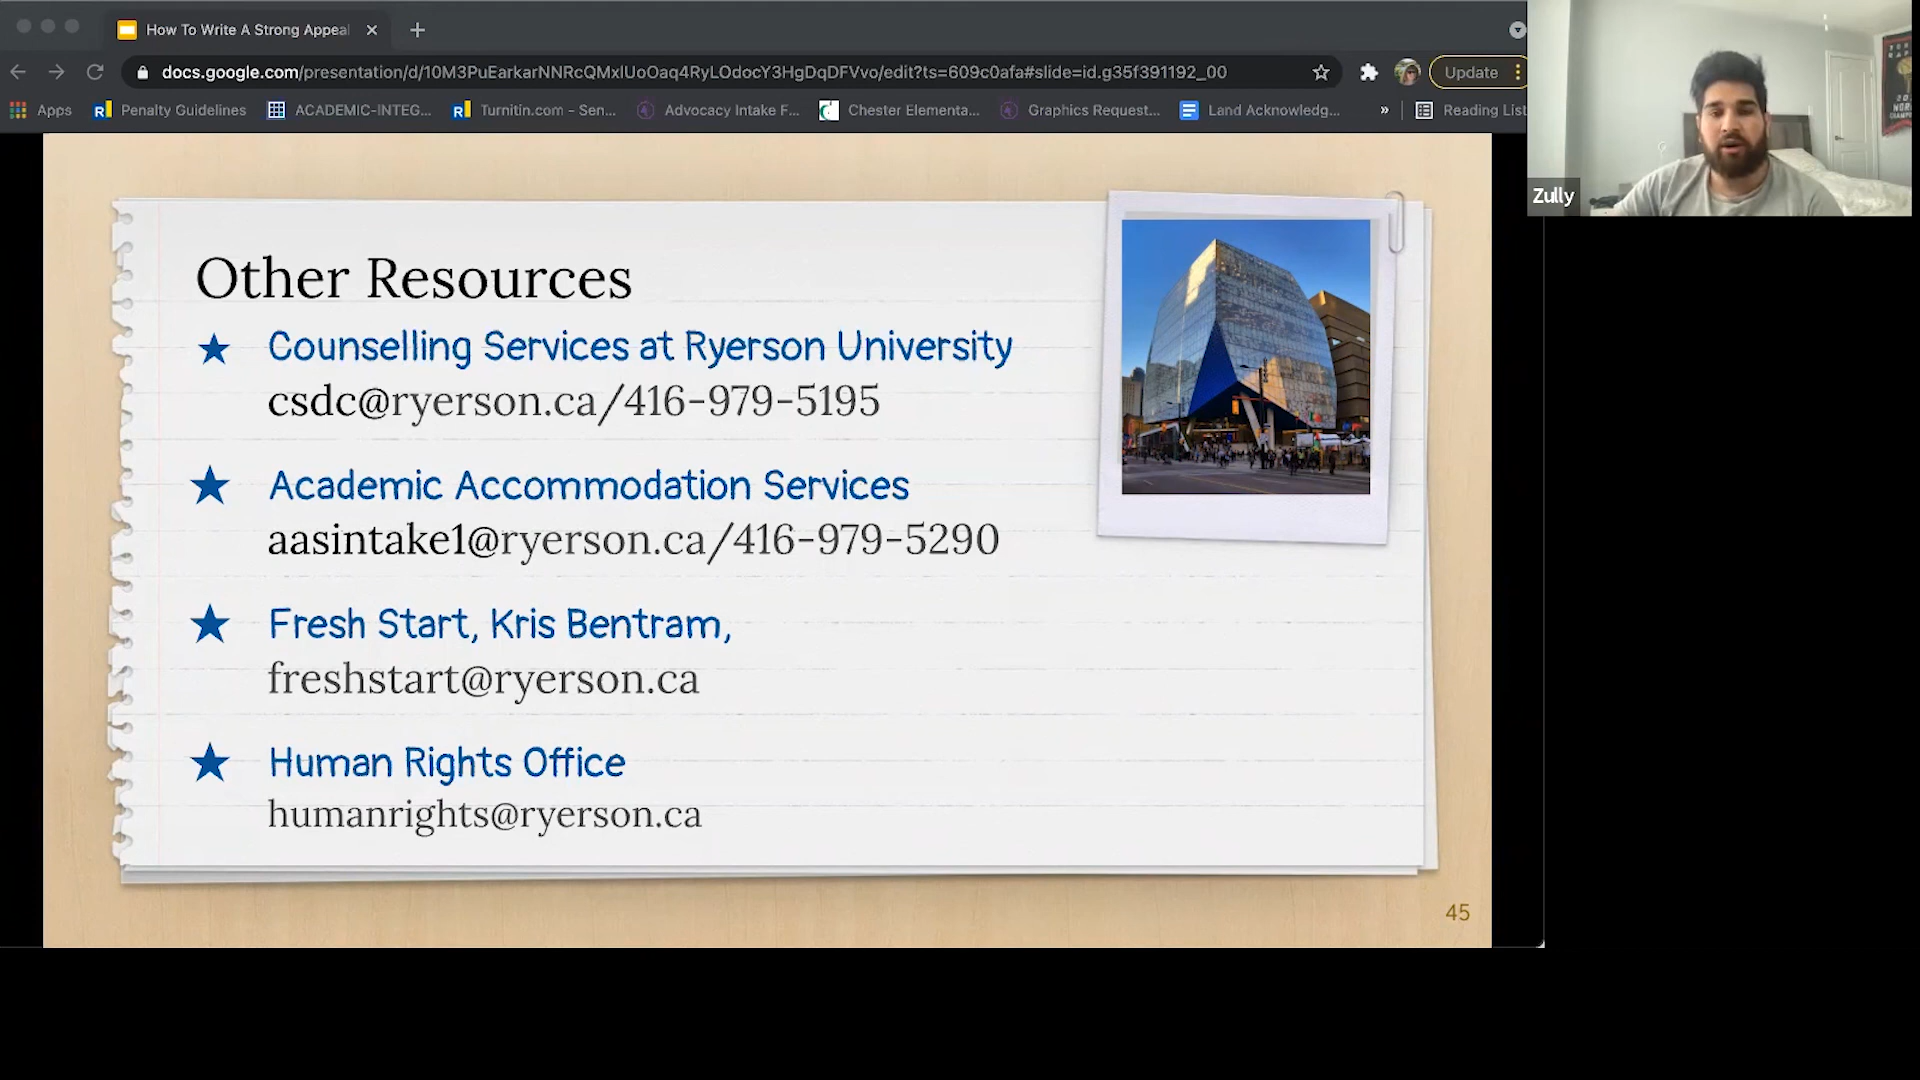 How To Write A Strong Appeal
docs.google.com/presentation/d/10M3PuEarkarNNRcQMxlUoOaq4RyLOdocY3HgDqDFVvo/edit?ts=609c0afa#slide=id.g35f391192_00
Update
Apps
Penalty Guidelines
ACADEMIC-INTEG...
Turnitin.com - Sen...
Advocacy Intake F...
Chester Elementa...
Graphics Request...
Land Acknowledg...
»
Reading List
Zully
Other Resources
★ Counselling Services at Ryerson University
csdc@ryerson.ca/416-979-5195
★ Academic Accommodation Services
aasintake1@ryerson.ca/416-979-5290
★ Fresh Start, Kris Bentram,
freshstart@ryerson.ca
★ Human Rights Office
humanrights@ryerson.ca
45